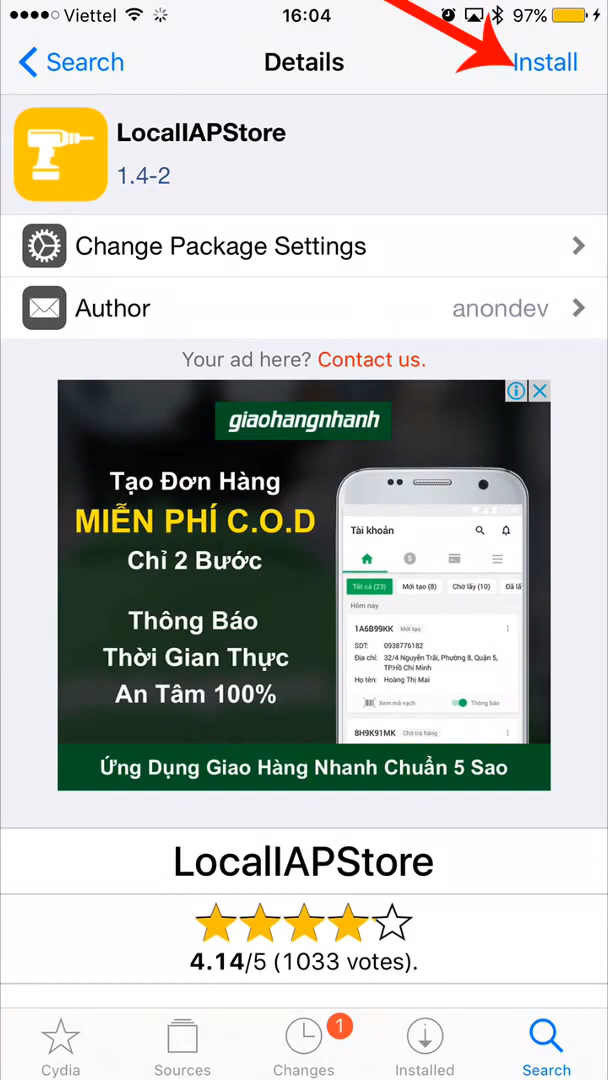 Viettel 16:04 97%
Search Details Install
LocalIAPStore
1.4-2
Change Package Settings
Author anondev
Your ad here? Contact us.
giaohangnhanh
Tạo Đơn Hàng
MIỄN PHÍ C.O.D
Chỉ 2 Bước
Thông Báo
Thời Gian Thực
An Tâm 100%
Tài khoản
Tất cả (23) Mới tạo (8) Chờ lấy (10) Đã lấ
Hôm nay
1A6B99KK Mới tạo
SĐT: 0938776182
Địa chỉ: 32/4 Nguyễn Trãi, Phường 8, Quận 5,
TP.Hồ Chí Minh
Họ tên: Hoàng Thị Mai
Xem mã vạch Thông báo
8H9K91MK Chờ trả hàng
Ứng Dụng Giao Hàng Nhanh Chuẩn 5 Sao
LocalIAPStore
4.14/5 (1033 votes).
1
Cydia Sources Changes Installed Search